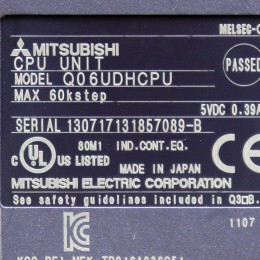 MELSEC-
MITSUBISHI
CPU UNIT
PASSED
MODEL Q06UDHCPU
MAX 60kstep
5VDC 0.39A
SERIAL 130717131857089-B
80M1 IND.CONT.EQ.
C UL US LISTED
MADE IN JAPAN
MITSUBISHI ELECTRIC CORPORATION
See safety guidelines included in Q3
1107